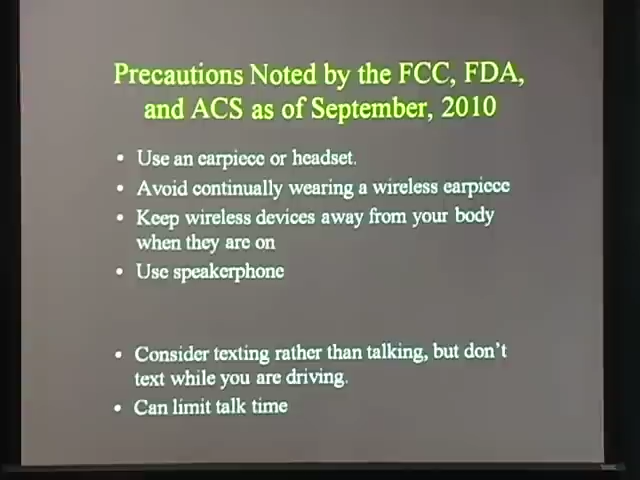 Precautions Noted by the FCC, FDA,
and ACS as of September, 2010
• Use an earpiece or headset.
• Avoid continually wearing a wireless earpiece
• Keep wireless devices away from your body
when they are on
• Use speakerphone
• Consider texting rather than talking, but don't
text while you are driving.
• Can limit talk time